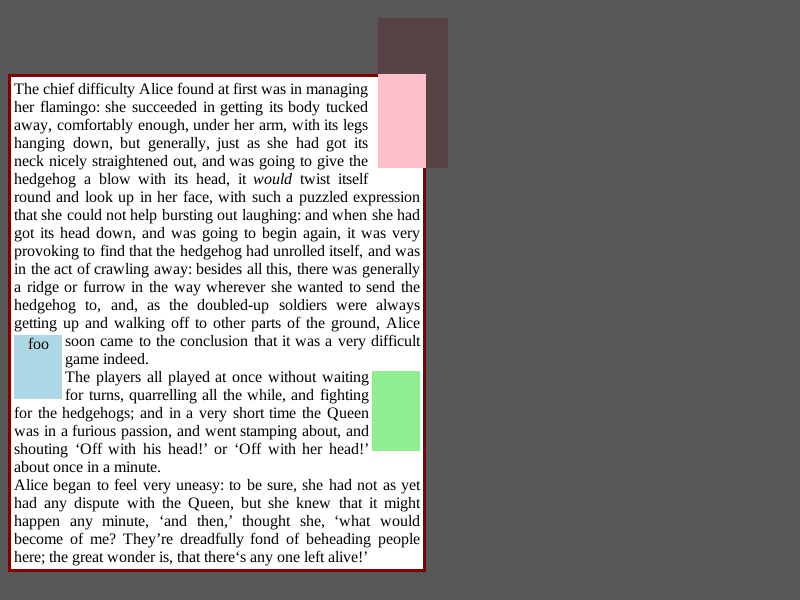 The chief difficulty Alice found at first was in managing
her flamingo: she succeeded in getting its body tucked
away, comfortably enough, under her arm, with its legs
hanging down, but generally, just as she had got its
neck nicely straightened out, and was going to give the
hedgehog a blow with its head, it would twist itself
round and look up in her face, with such a puzzled expression
that she could not help bursting out laughing: and when she had
got its head down, and was going to begin again, it was very
provoking to find that the hedgehog had unrolled itself, and was
in the act of crawling away: besides all this, there was generally
a ridge or furrow in the way wherever she wanted to send the
hedgehog to, and, as the doubled-up soldiers were always
getting up and walking off to other parts of the ground, Alice
foo
soon came to the conclusion that it was a very difficult
game indeed.
The players all played at once without waiting
for turns, quarrelling all the while, and fighting
for the hedgehogs; and in a very short time the Queen
was in a furious passion, and went stamping about, and
shouting ‘Off with his head!’ or ‘Off with her head!’
about once in a minute.
Alice began to feel very uneasy: to be sure, she had not as yet
had any dispute with the Queen, but she knew that it might
happen any minute, ‘and then,’ thought she, ‘what would
become of me? They’re dreadfully fond of beheading people
here; the great wonder is, that there‘s any one left alive!’